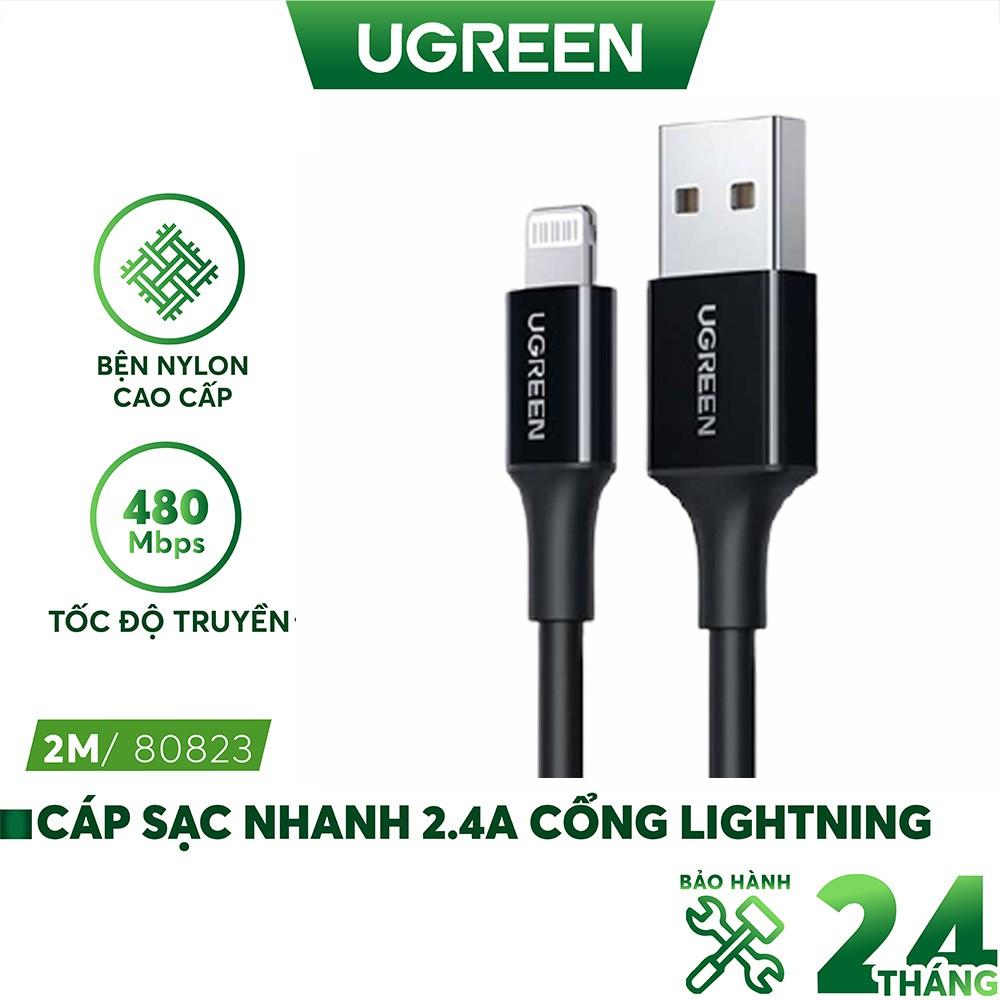 UGREEN
BỆN NYLON
CAO CẤP
480
Mbps
TỐC ĐỘ TRUYỀN
UGREEN
UGREEN
2M/ 80823
CÁP SẠC NHANH 2.4A CỔNG LIGHTNING
BẢO HÀNH
24
THÁNG